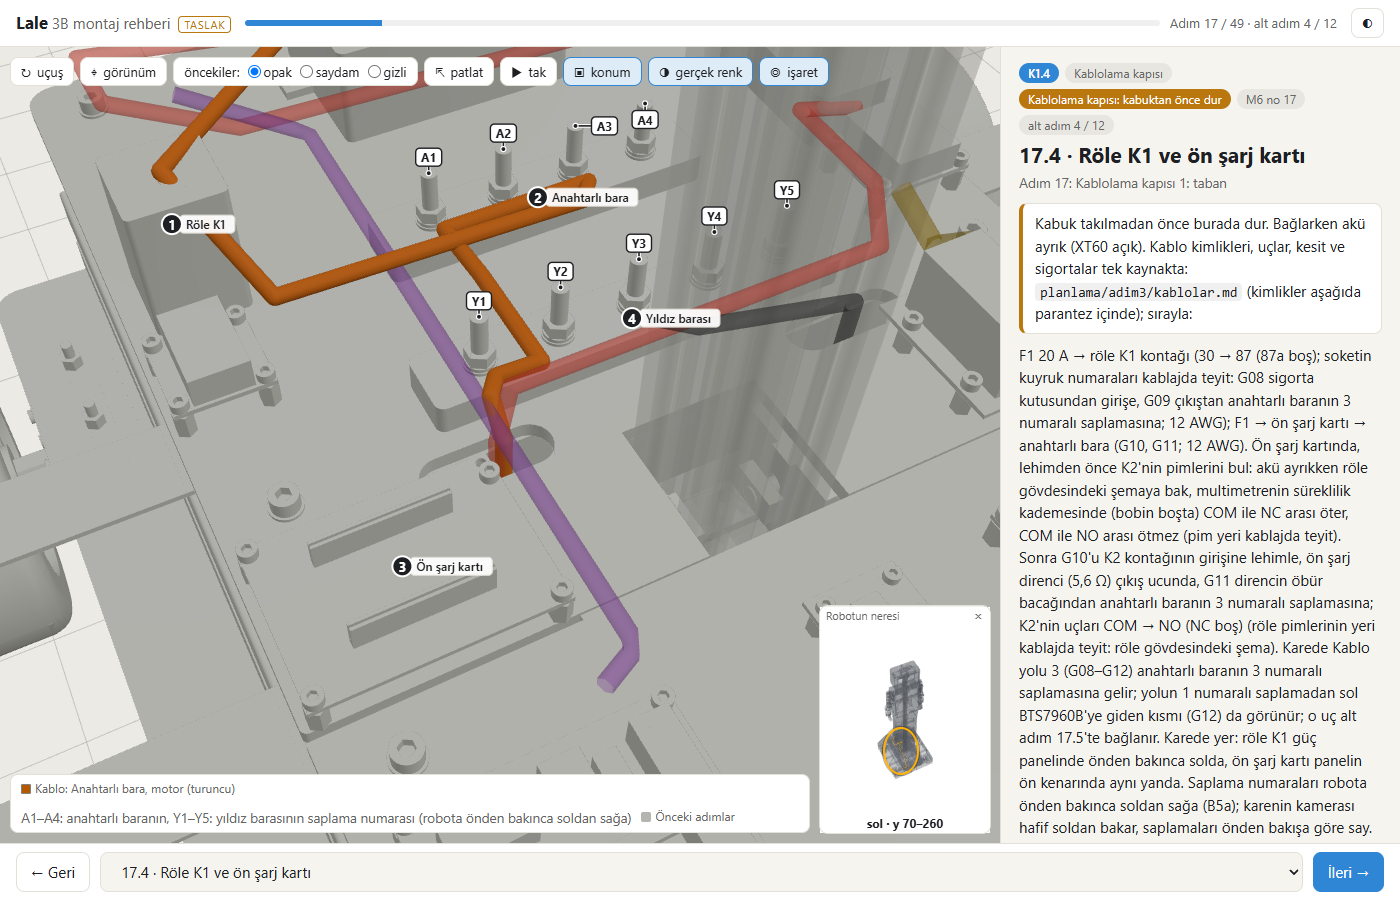 Lale 3B montaj rehberi TASLAK
Adım 17 / 49 · alt adım 4 / 12
↻ uçuş
⌖ görünüm
öncekiler: opak saydam gizli
⇱ patlat
▶ tak
▣ konum
◑ gerçek renk
◎ işaret
A1
A2
A3
A4
Y1
Y2
Y3
Y4
Y5
1 Röle K1
2 Anahtarlı bara
3 Ön şarj kartı
4 Yıldız barası
Robotun neresi ×
sol · y 70–260
Kablo: Anahtarlı bara, motor (turuncu)
A1–A4: anahtarlı baranın, Y1–Y5: yıldız barasının saplama numarası (robota önden bakınca soldan sağa) Önceki adımlar
K1.4 Kablolama kapısı
Kablolama kapısı: kabuktan önce dur M6 no 17
alt adım 4 / 12
17.4 · Röle K1 ve ön şarj kartı
Adım 17: Kablolama kapısı 1: taban
Kabuk takılmadan önce burada dur. Bağlarken akü
ayrık (XT60 açık). Kablo kimlikleri, uçlar, kesit ve
sigortalar tek kaynakta:
planlama/adim3/kablolar.md (kimlikler aşağıda
parantez içinde); sırayla:
F1 20 A → röle K1 kontağı (30 → 87 (87a boş); soketin
kuyruk numaraları kablajda teyit: G08 sigorta
kutusundan girişe, G09 çıkıştan anahtarlı baranın 3
numaralı saplamasına; 12 AWG); F1 → ön şarj kartı →
anahtarlı bara (G10, G11; 12 AWG). Ön şarj kartında,
lehimden önce K2'nin pimlerini bul: akü ayrıkken röle
gövdesindeki şemaya bak, multimetrenin süreklilik
kademesinde (bobin boşta) COM ile NC arası öter,
COM ile NO arası ötmez (pim yeri kablajda teyit).
Sonra G10'u K2 kontağının girişine lehimle, ön şarj
direnci (5,6 Ω) çıkış ucunda, G11 direncin öbür
bacağından anahtarlı baranın 3 numaralı saplamasına;
K2'nin uçları COM → NO (NC boş) (röle pimlerinin yeri
kablajda teyit: röle gövdesindeki şema). Karede Kablo
yolu 3 (G08–G12) anahtarlı baranın 3 numaralı
saplamasına gelir; yolun 1 numaralı saplamadan sol
BTS7960B'ye giden kısmı (G12) da görünür; o uç alt
adım 17.5'te bağlanır. Karede yer: röle K1 güç
panelinde önden bakınca solda, ön şarj kartı panelin
ön kenarında aynı yanda. Saplama numaraları robota
önden bakınca soldan sağa (B5a); karenin kamerası
hafif soldan bakar, saplamaları önden bakışa göre say.
← Geri
17.4 · Röle K1 ve ön şarj kartı
İleri →